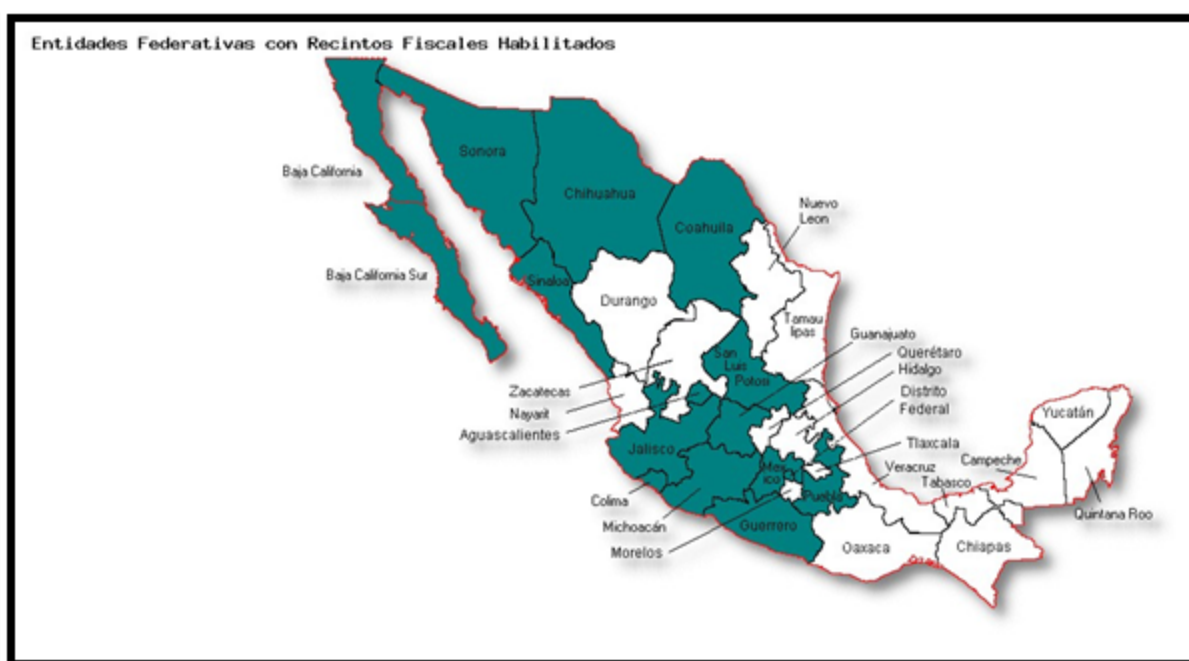 Entidades Federativas con Recintos Fiscales Habilitados
Baja California
Sonora
Chihuahua
Coahuila
Nuevo
Leon
Baja California Sur
Sinaloa
Durango
Tamau
lipas
Guanajuato
San
Luis
Potosi
Querétaro
Hidalgo
Zacatecas
Distrito
Federal
Nayarit
Aguascalientes
Yucatán
Tlaxcala
Jalisco
Campeche
Veracruz
Mex
ico
Tabasco
Colima
Puebla
Quintana Roo
Michoacán
Guerrero
Morelos
Oaxaca
Chiapas